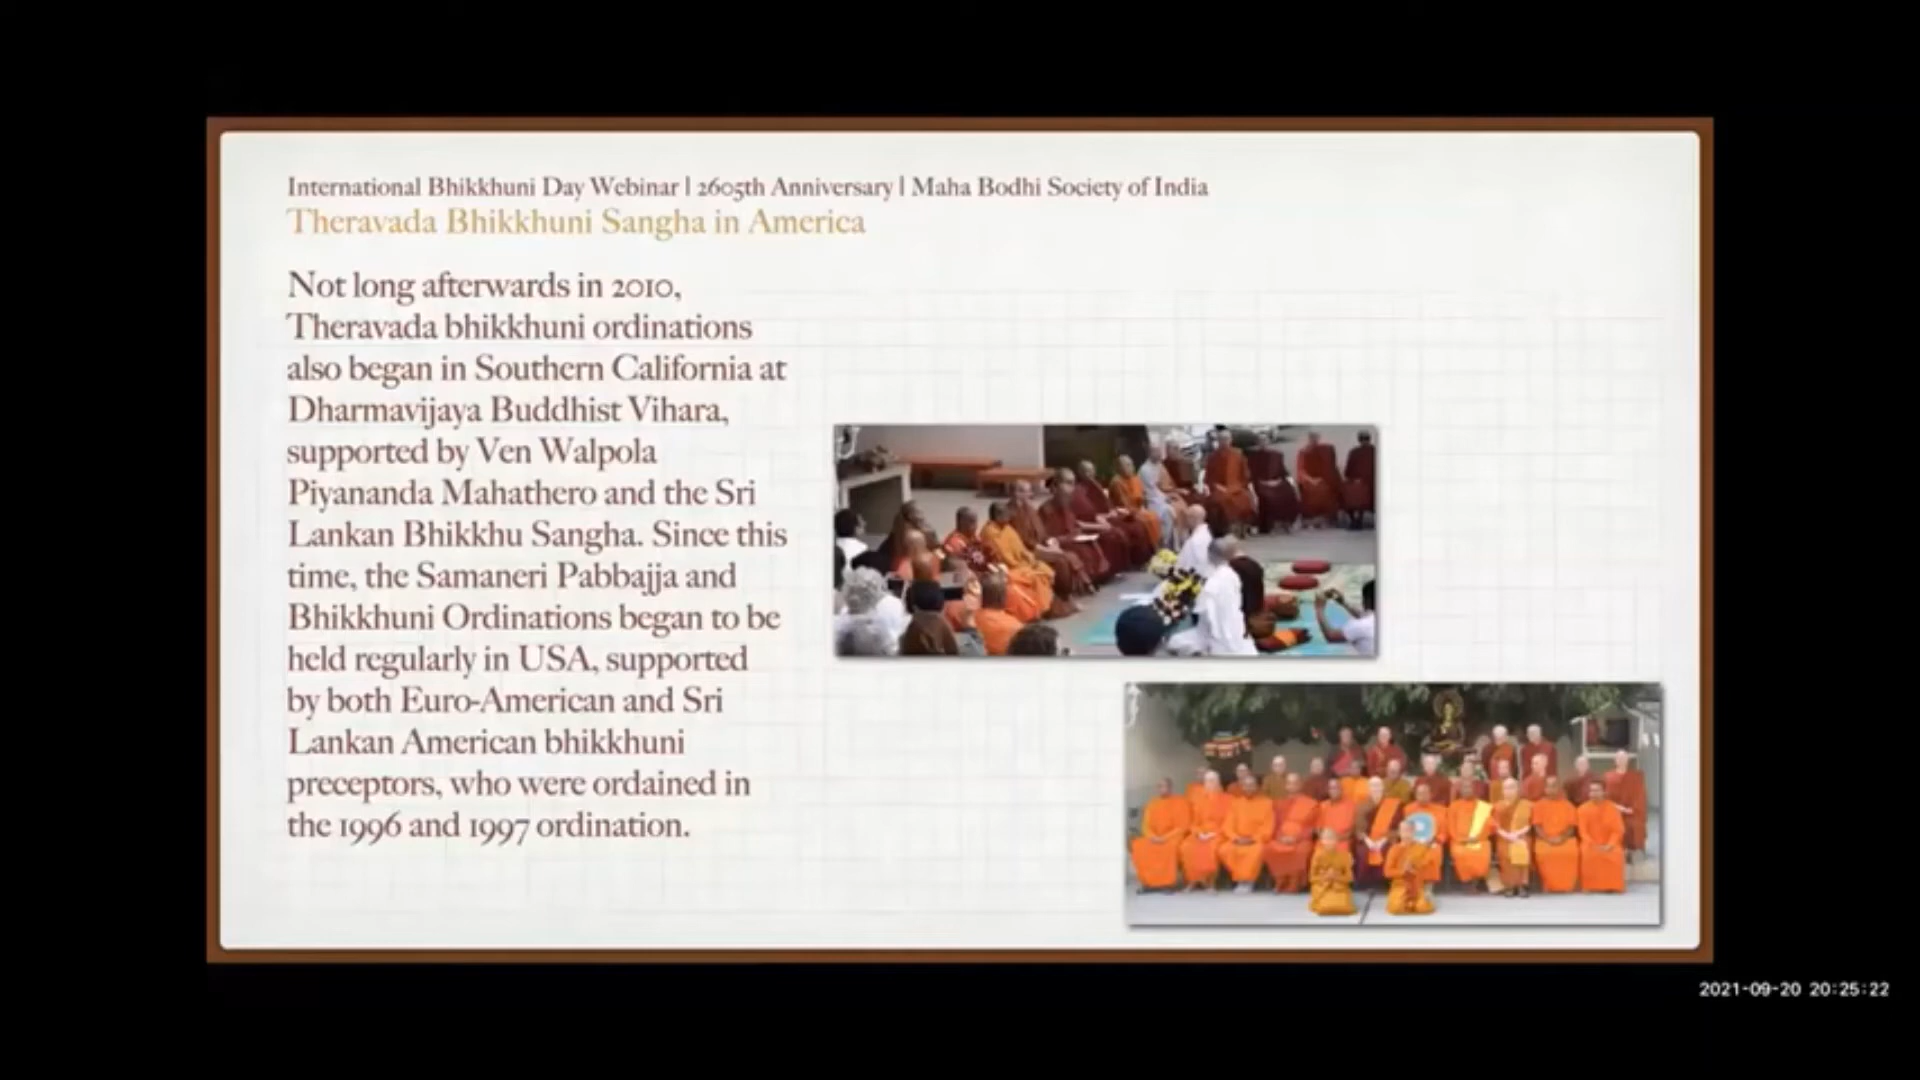 International Bhikkhuni Day Webinar | 2605th Anniversary | Maha Bodhi Society of India
Theravada Bhikkhuni Sangha in America
Not long afterwards in 2010,
Theravada bhikkhuni ordinations
also began in Southern California at
Dharmavijaya Buddhist Vihara,
supported by Ven Walpola
Piyananda Mahathero and the Sri
Lankan Bhikkhu Sangha. Since this
time, the Samaneri Pabbajja and
Bhikkhuni Ordinations began to be
held regularly in USA, supported
by both Euro-American and Sri
Lankan American bhikkhuni
preceptors, who were ordained in
the 1996 and 1997 ordination.
2021-09-20 20:25:22